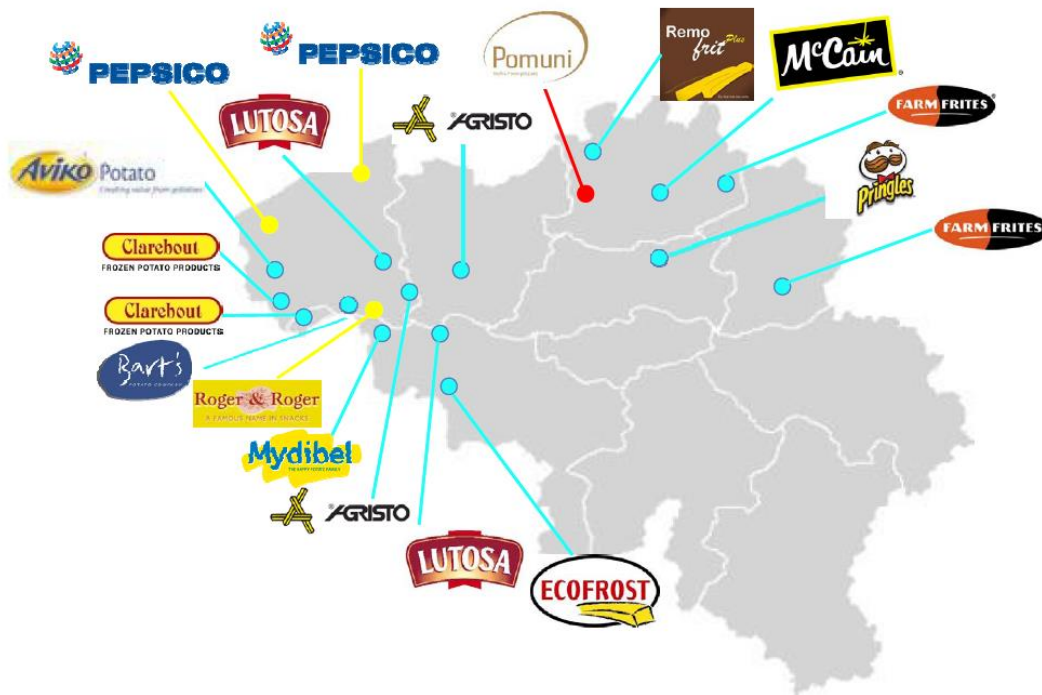 PEPSICO
PEPSICO
Pomuni
Remo
frit Plus
McCain
LUTOSA
AGRISTO
FARM FRITES
Aviko Potato
Creating value from potatoes
Pringles
FARM FRITES
Clarebout
FROZEN POTATO PRODUCTS
Clarebout
FROZEN POTATO PRODUCTS
Bart's
POTATO COMPANY
Roger & Roger
A FAMOUS NAME IN SNACKS
Mydibel
AGRISTO
LUTOSA
ECOFROST